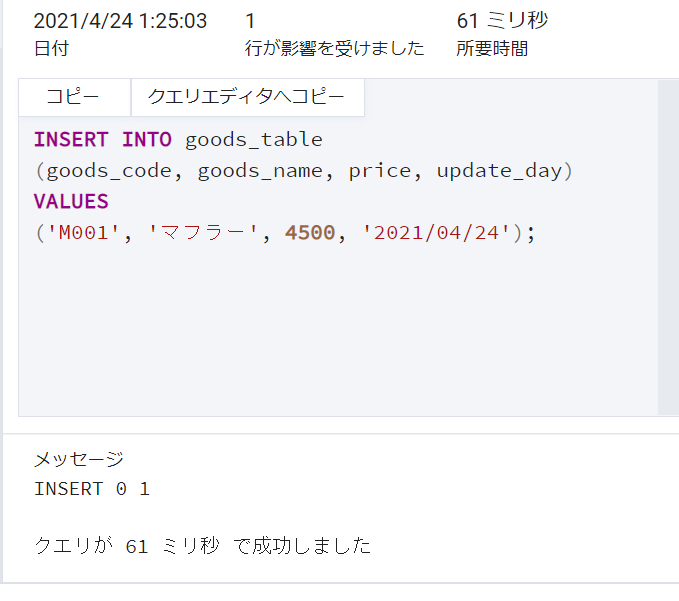 2021/4/24 1:25:03 1 61 ミリ秒
日付 行が影響を受けました 所要時間
コピー クエリエディタへコピー
INSERT INTO goods_table
(goods_code, goods_name, price, update_day)
VALUES
('M001', 'マフラー', 4500, '2021/04/24');
メッセージ
INSERT 0 1
クエリが 61 ミリ秒 で成功しました